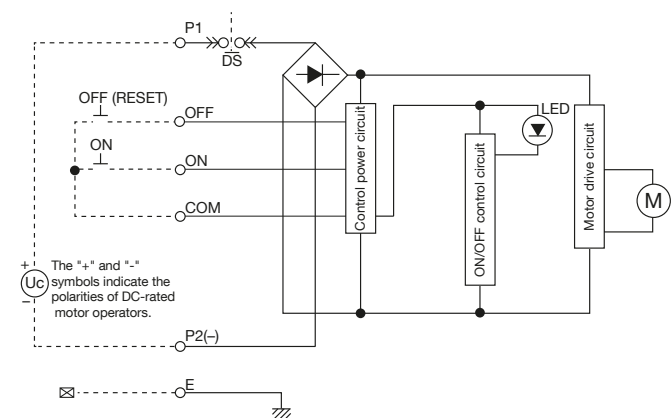 P1
DS
OFF (RESET)
OFF
ON
ON
COM
Control power circuit
ON/OFF control circuit
LED
Motor drive circuit
M
+
Uc
–
The "+" and "-"
symbols indicate the
polarities of DC-rated
motor operators.
P2(–)
E